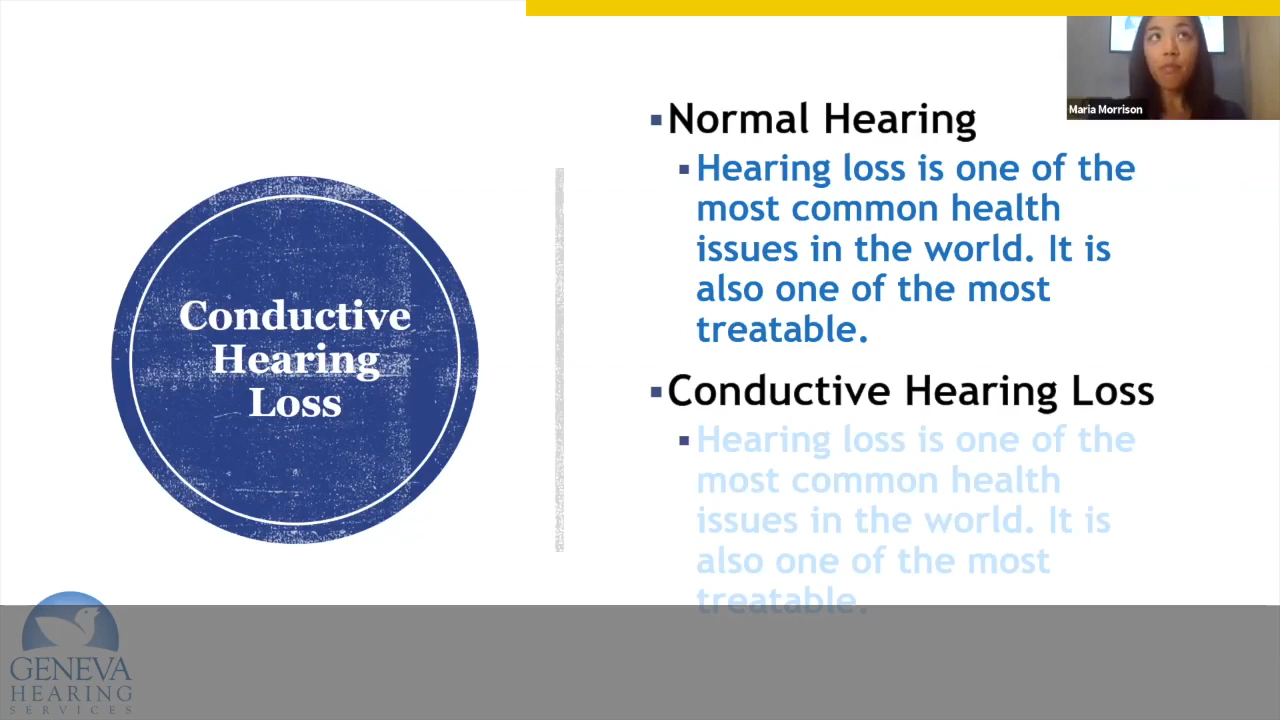 Maria Morrison
Conductive
Hearing
Loss
Normal Hearing
Hearing loss is one of the
most common health
issues in the world. It is
also one of the most
treatable.
Conductive Hearing Loss
Hearing loss is one of the
most common health
issues in the world. It is
also one of the most
treatable.
GENEVA
HEARING
SERVICES